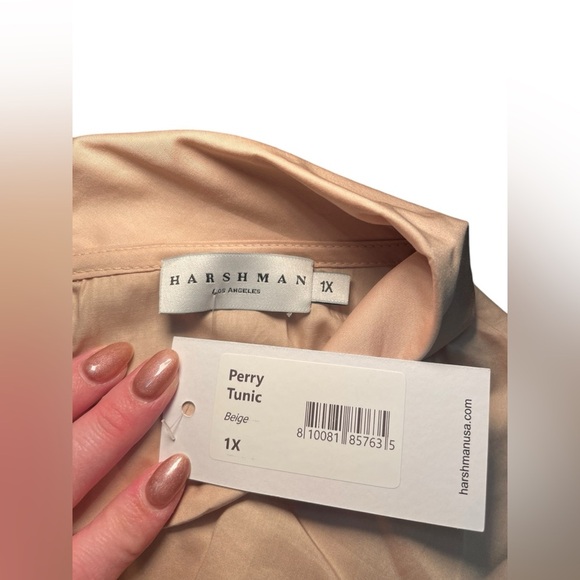 HARSHMAN
LOS ANGELES
1X
Perry
Tunic
Beige
1X
8 10081 85763 5
harshmanusa.com